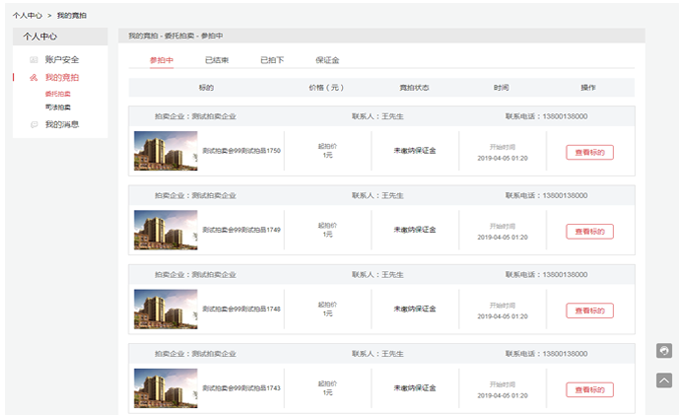 个人中心 > 我的竞拍
个人中心
账户安全
我的竞拍
委托拍卖
司法拍卖
我的消息
我的竞拍 - 委托拍卖 - 参拍中
参拍中 已结束 已拍下 保证金
标的 价格（元） 竞拍状态 时间 操作
拍卖企业：测试拍卖企业 联系人：王先生 联系电话：13800138000
测试拍卖会99测试拍品1750 起拍价 未缴纳保证金 开始时间 查看标的
1元 2019-04-05 01:20
拍卖企业：测试拍卖企业 联系人：王先生 联系电话：13800138000
测试拍卖会99测试拍品1749 起拍价 未缴纳保证金 开始时间 查看标的
1元 2019-04-05 01:20
拍卖企业：测试拍卖企业 联系人：王先生 联系电话：13800138000
测试拍卖会99测试拍品1748 起拍价 未缴纳保证金 开始时间 查看标的
1元 2019-04-05 01:20
拍卖企业：测试拍卖企业 联系人：王先生 联系电话：13800138000
测试拍卖会99测试拍品1743 起拍价 未缴纳保证金 开始时间 查看标的
1元 2019-04-05 01:20